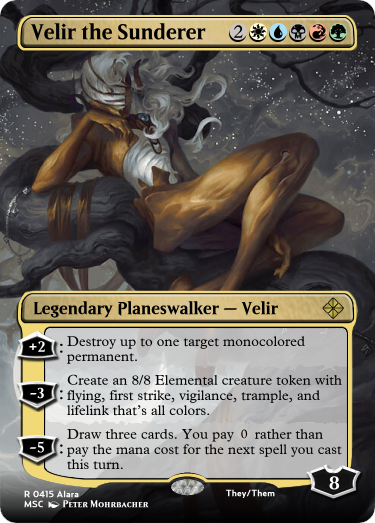 Velir the Sunderer 2
Legendary Planeswalker — Velir
+2: Destroy up to one target monocolored
permanent.
-3: Create an 8/8 Elemental creature token with
flying, first strike, vigilance, trample, and
lifelink that's all colors.
-5: Draw three cards. You pay 0 rather than
pay the mana cost for the next spell you cast
this turn.
8
R 0415 Alara
MSC Peter Mohrbacher
They/Them